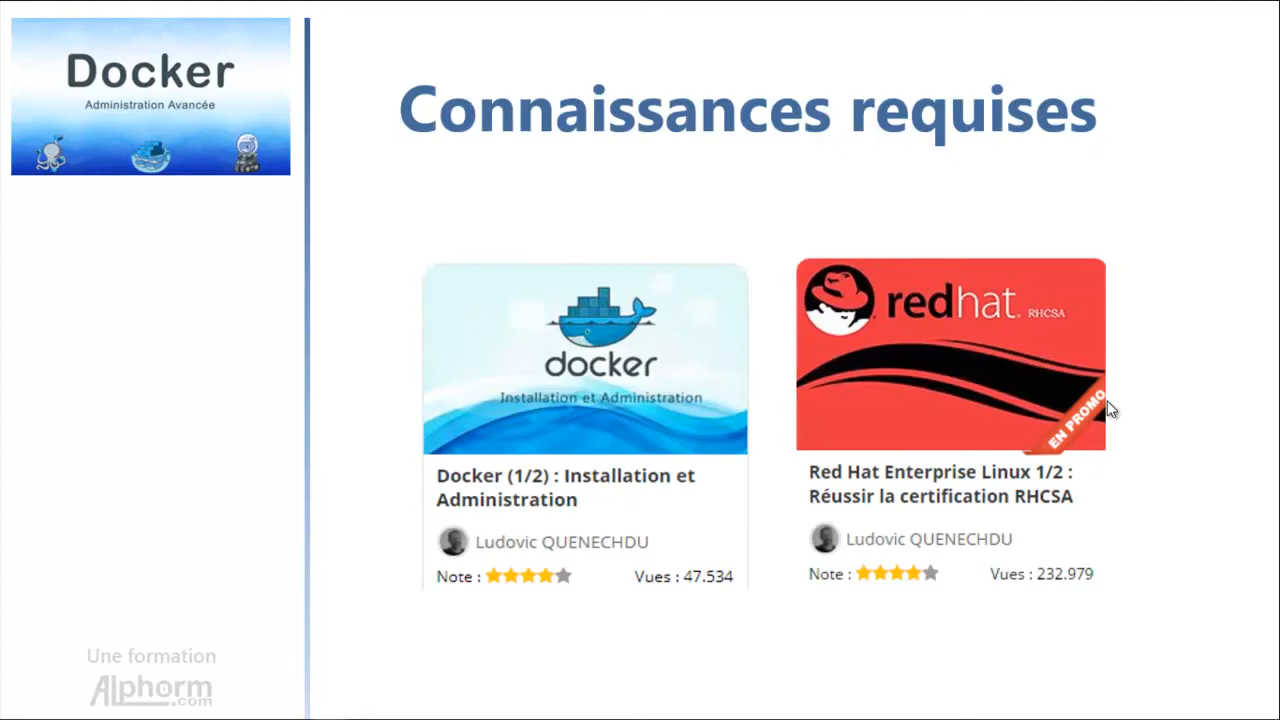 Docker
Administration Avancée
Connaissances requises
docker
Installation et Administration
Docker (1/2) : Installation et
Administration
Ludovic QUENECHDU
Note :
Vues : 47.534
redhat. RHCSA
EN PROMO
Red Hat Enterprise Linux 1/2 :
Réussir la certification RHCSA
Ludovic QUENECHDU
Note :
Vues : 232.979
Une formation
Alphorm
.com